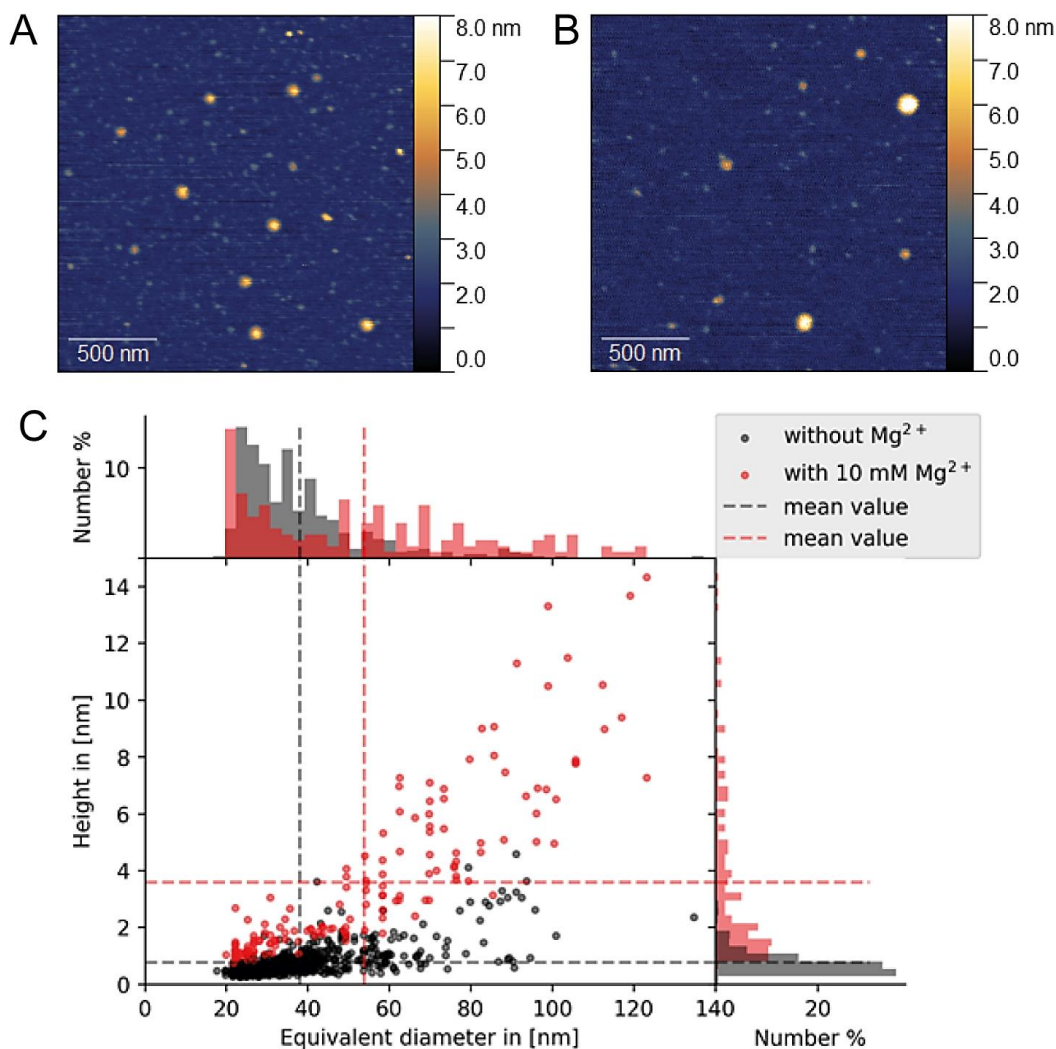 A
8.0 nm
7.0
6.0
5.0
4.0
3.0
2.0
0.0
500 nm
B
8.0 nm
7.0
6.0
5.0
4.0
3.0
2.0
0.0
500 nm
C
Number %
10
without Mg²⁺
with 10 mM Mg²⁺
mean value
mean value
Height in [nm]
14
12
10
8
6
4
2
0
0 20 40 60 80 100 120 140 20
Equivalent diameter in [nm] Number %